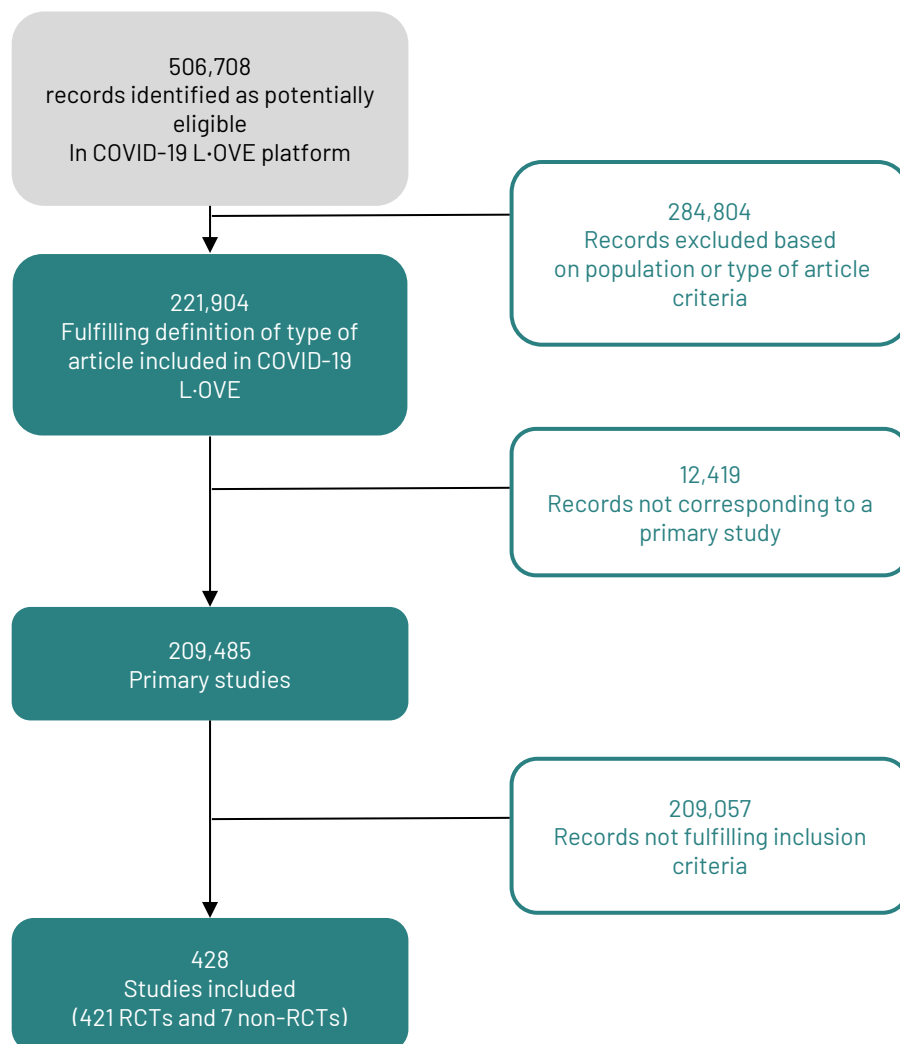 506,708
records identified as potentially
eligible
In COVID-19 L·OVE platform
284,804
Records excluded based
on population or type of article
criteria
221,904
Fulfilling definition of type of
article included in COVID-19
L·OVE
12,419
Records not corresponding to a
primary study
209,485
Primary studies
209,057
Records not fulfilling inclusion
criteria
428
Studies included
(421 RCTs and 7 non-RCTs)